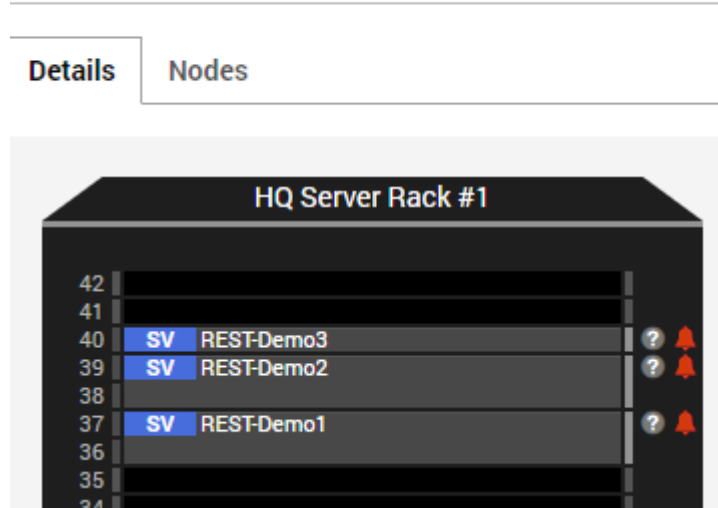 Details Nodes
HQ Server Rack #1
42
41
40 SV REST-Demo3 ?
39 SV REST-Demo2 ?
38
37 SV REST-Demo1 ?
36
35
34